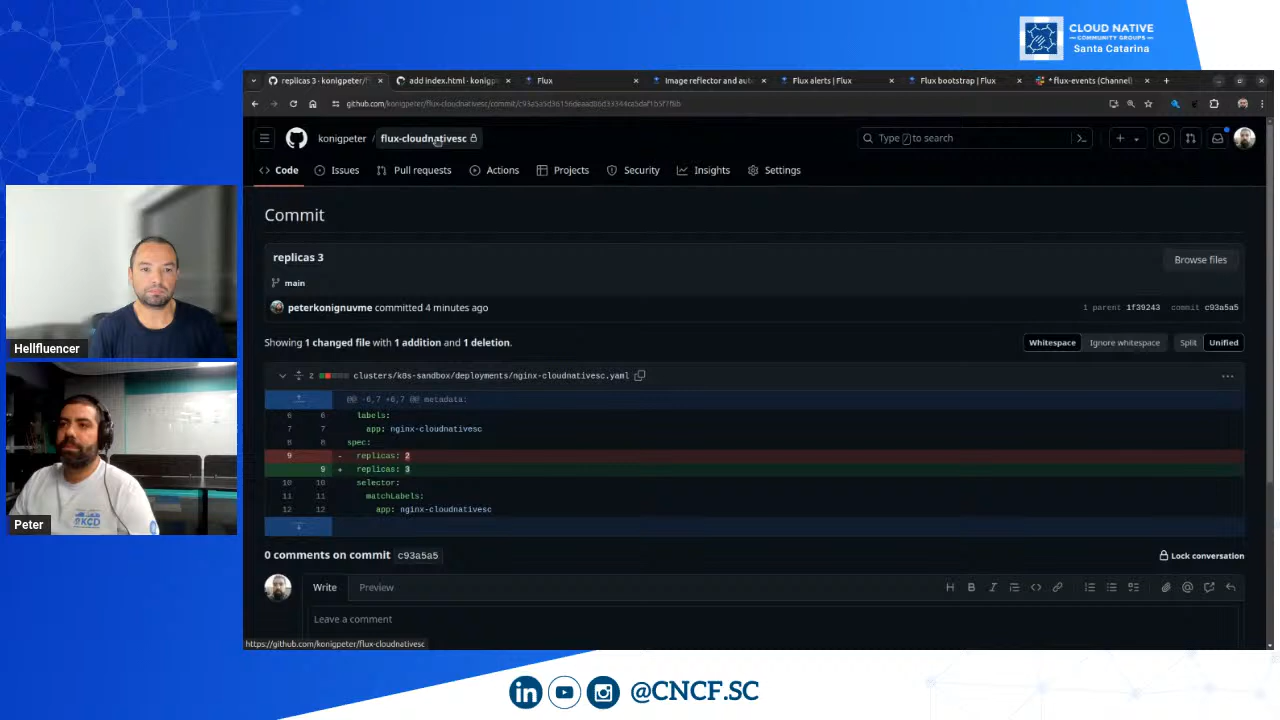 CLOUD NATIVE
COMMUNITY GROUPS
Santa Catarina
replicas 3 · konigpeter/f
add index.html · konigp
Flux
Image reflector and aut
Flux alerts | Flux
Flux bootstrap | Flux
* flux-events (Channel)
konigpeter / flux-cloudnativesc
Type / to search
Code
Issues
Pull requests
Actions
Projects
Security
Insights
Settings
Commit
replicas 3
Browse files
main
peterkonignuvme committed 4 minutes ago
1 parent 1f39243 commit c93a5a5
Showing 1 changed file with 1 addition and 1 deletion.
Whitespace
Ignore whitespace
Split
Unified
2 clusters/k8s-sandbox/deployments/nginx-cloudnativesc.yaml
@@ -6,7 +6,7 @@ metadata:
6 6 labels:
7 7 app: nginx-cloudnativesc
8 8 spec:
9 - replicas: 2
9 + replicas: 3
10 10 selector:
11 11 matchLabels:
12 12 app: nginx-cloudnativesc
0 comments on commit c93a5a5
Lock conversation
Write
Preview
Leave a comment
https://github.com/konigpeter/flux-cloudnativesc
Hellfluencer
KCD
Peter
@CNCF.SC